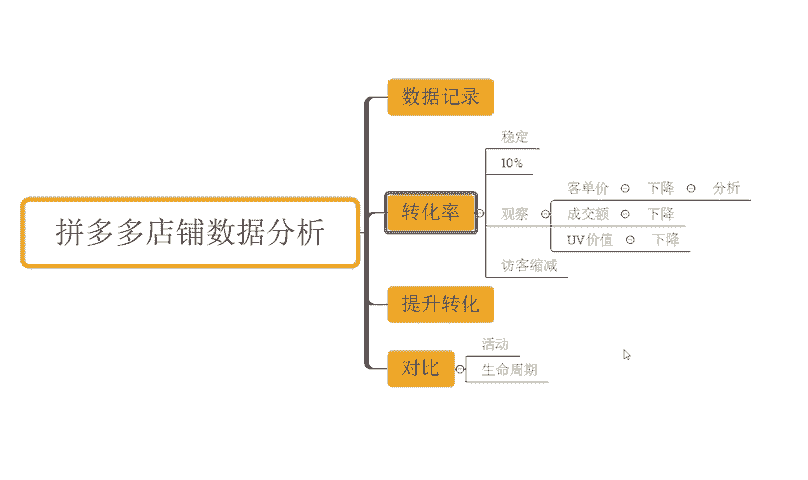 拼多多店铺数据分析
数据记录
转化率
稳定
10%
观察
客单价 下降 分析
成交额 下降
UV价值 下降
访客缩减
提升转化
对比
活动
生命周期